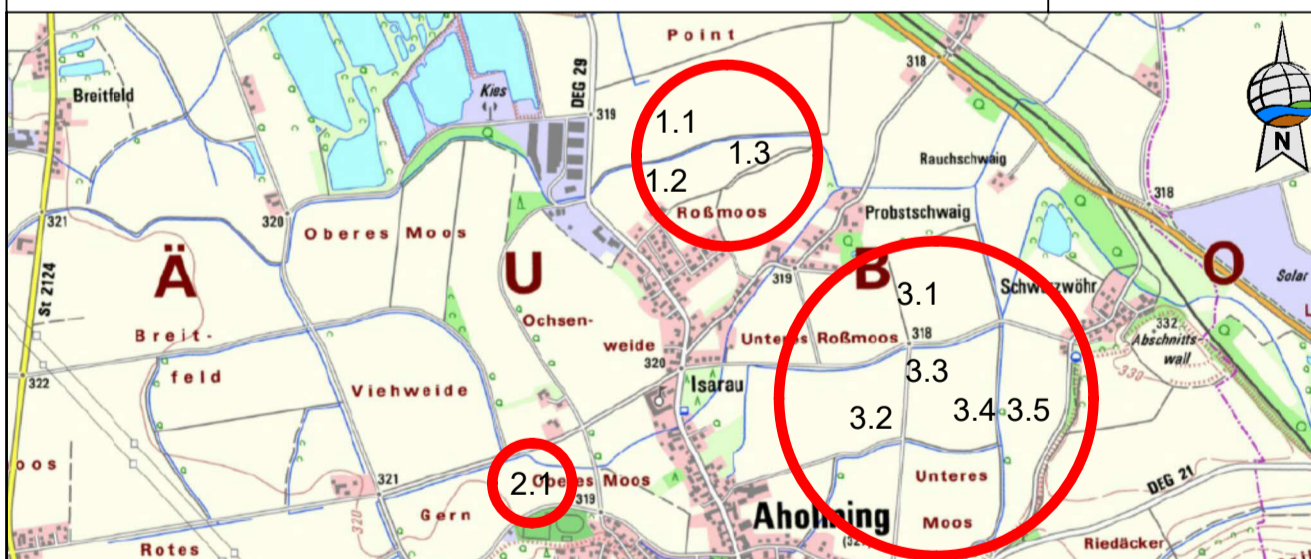 Point
318
Breitfeld
Kies
DEG 29
319
1.1
1.3
1.2
Roßmoos
Rauchschwaig
N
318
321
320
Oberes Moos
Probstschwaig
Ä
U
B
O
St 2124
319
3.1
Schwarzwöhr
Solar
Breit-
feld
Ochsen-
weide
Unteres Roßmoos
318
332
Abschnitts-
wall
330
322
Viehweide
320
Isarau
3.3
3.2
3.4 3.5
oos
321
320
2.1
Oberes Moos
319
Unteres
Moos
DEG 21
Gern
Aholming
Rotes
Riedäcker